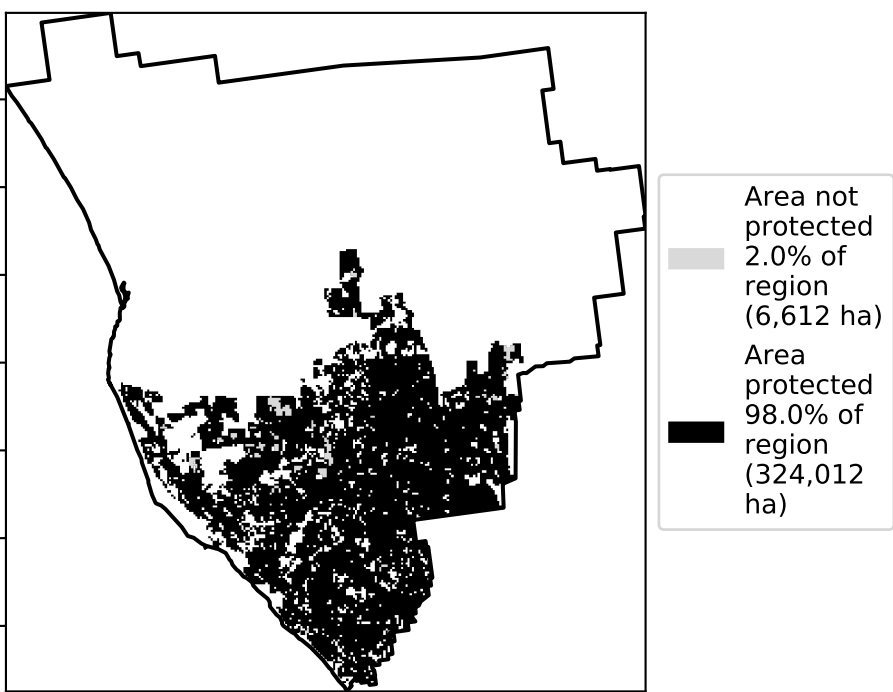 Area not
protected
2.0% of
region
(6,612 ha)
Area
protected
98.0% of
region
(324,012
ha)